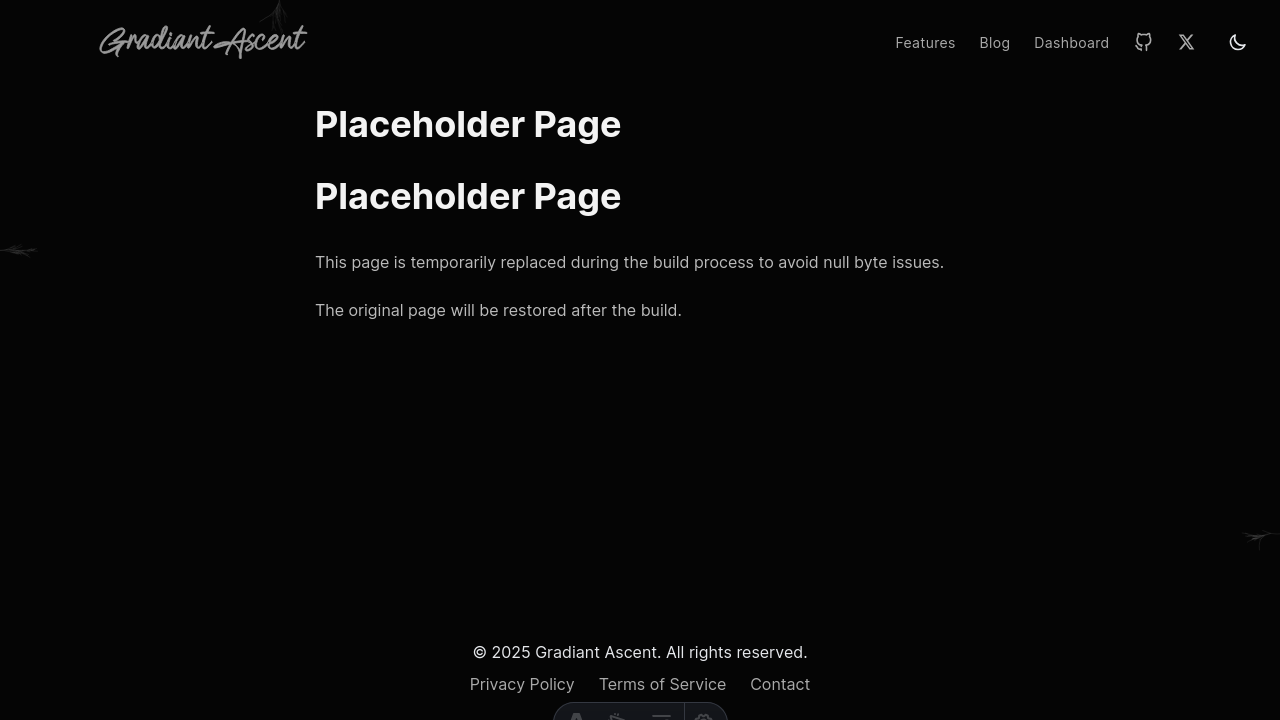 Gradiant Ascent
Features Blog Dashboard
Placeholder Page
Placeholder Page
This page is temporarily replaced during the build process to avoid null byte issues.
The original page will be restored after the build.
© 2025 Gradiant Ascent. All rights reserved.
Privacy Policy Terms of Service Contact